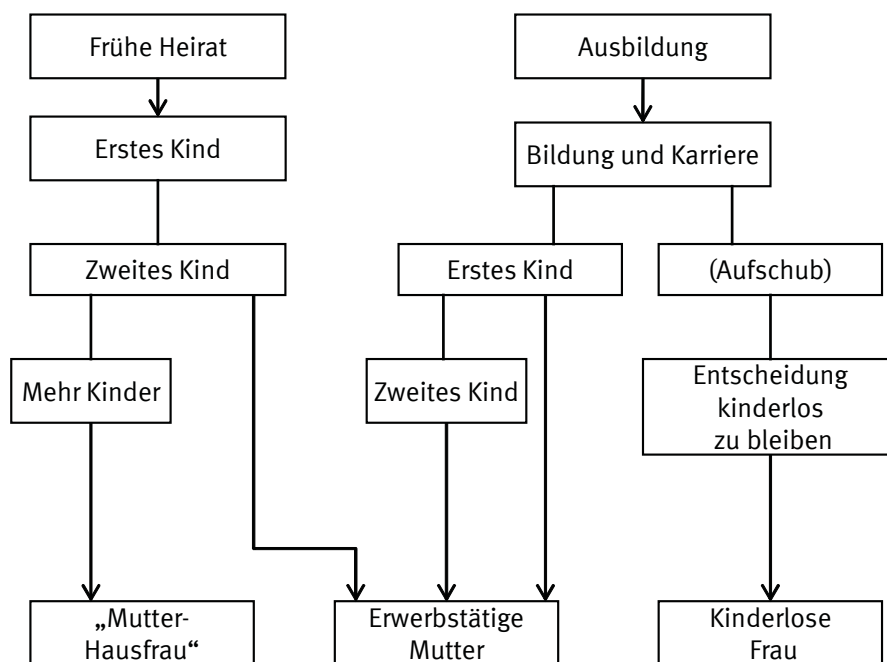 Frühe Heirat
Ausbildung
Erstes Kind
Bildung und Karriere
Zweites Kind
Erstes Kind
(Aufschub)
Mehr Kinder
Zweites Kind
Entscheidung
kinderlos
zu bleiben
„Mutter-
Hausfrau“
Erwerbstätige
Mutter
Kinderlose
Frau